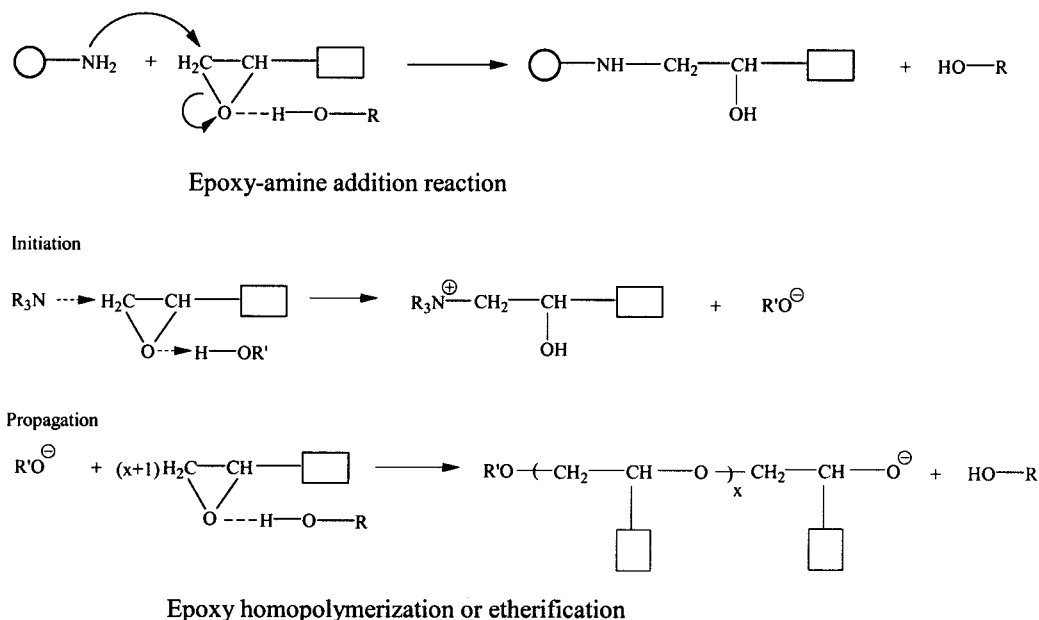 NH2 + H2C CH NH CH2 CH + HO R
O H O R OH
Epoxy-amine addition reaction
Initiation
R3N H2C CH R3N⊕ CH2 CH + R'O⊖
O H OR' OH
Propagation
R'O⊖ + (x+1) H2C CH R'O ( CH2 CH O )x CH2 CH O⊖ + HO R
O H O R
Epoxy homopolymerization or etherification